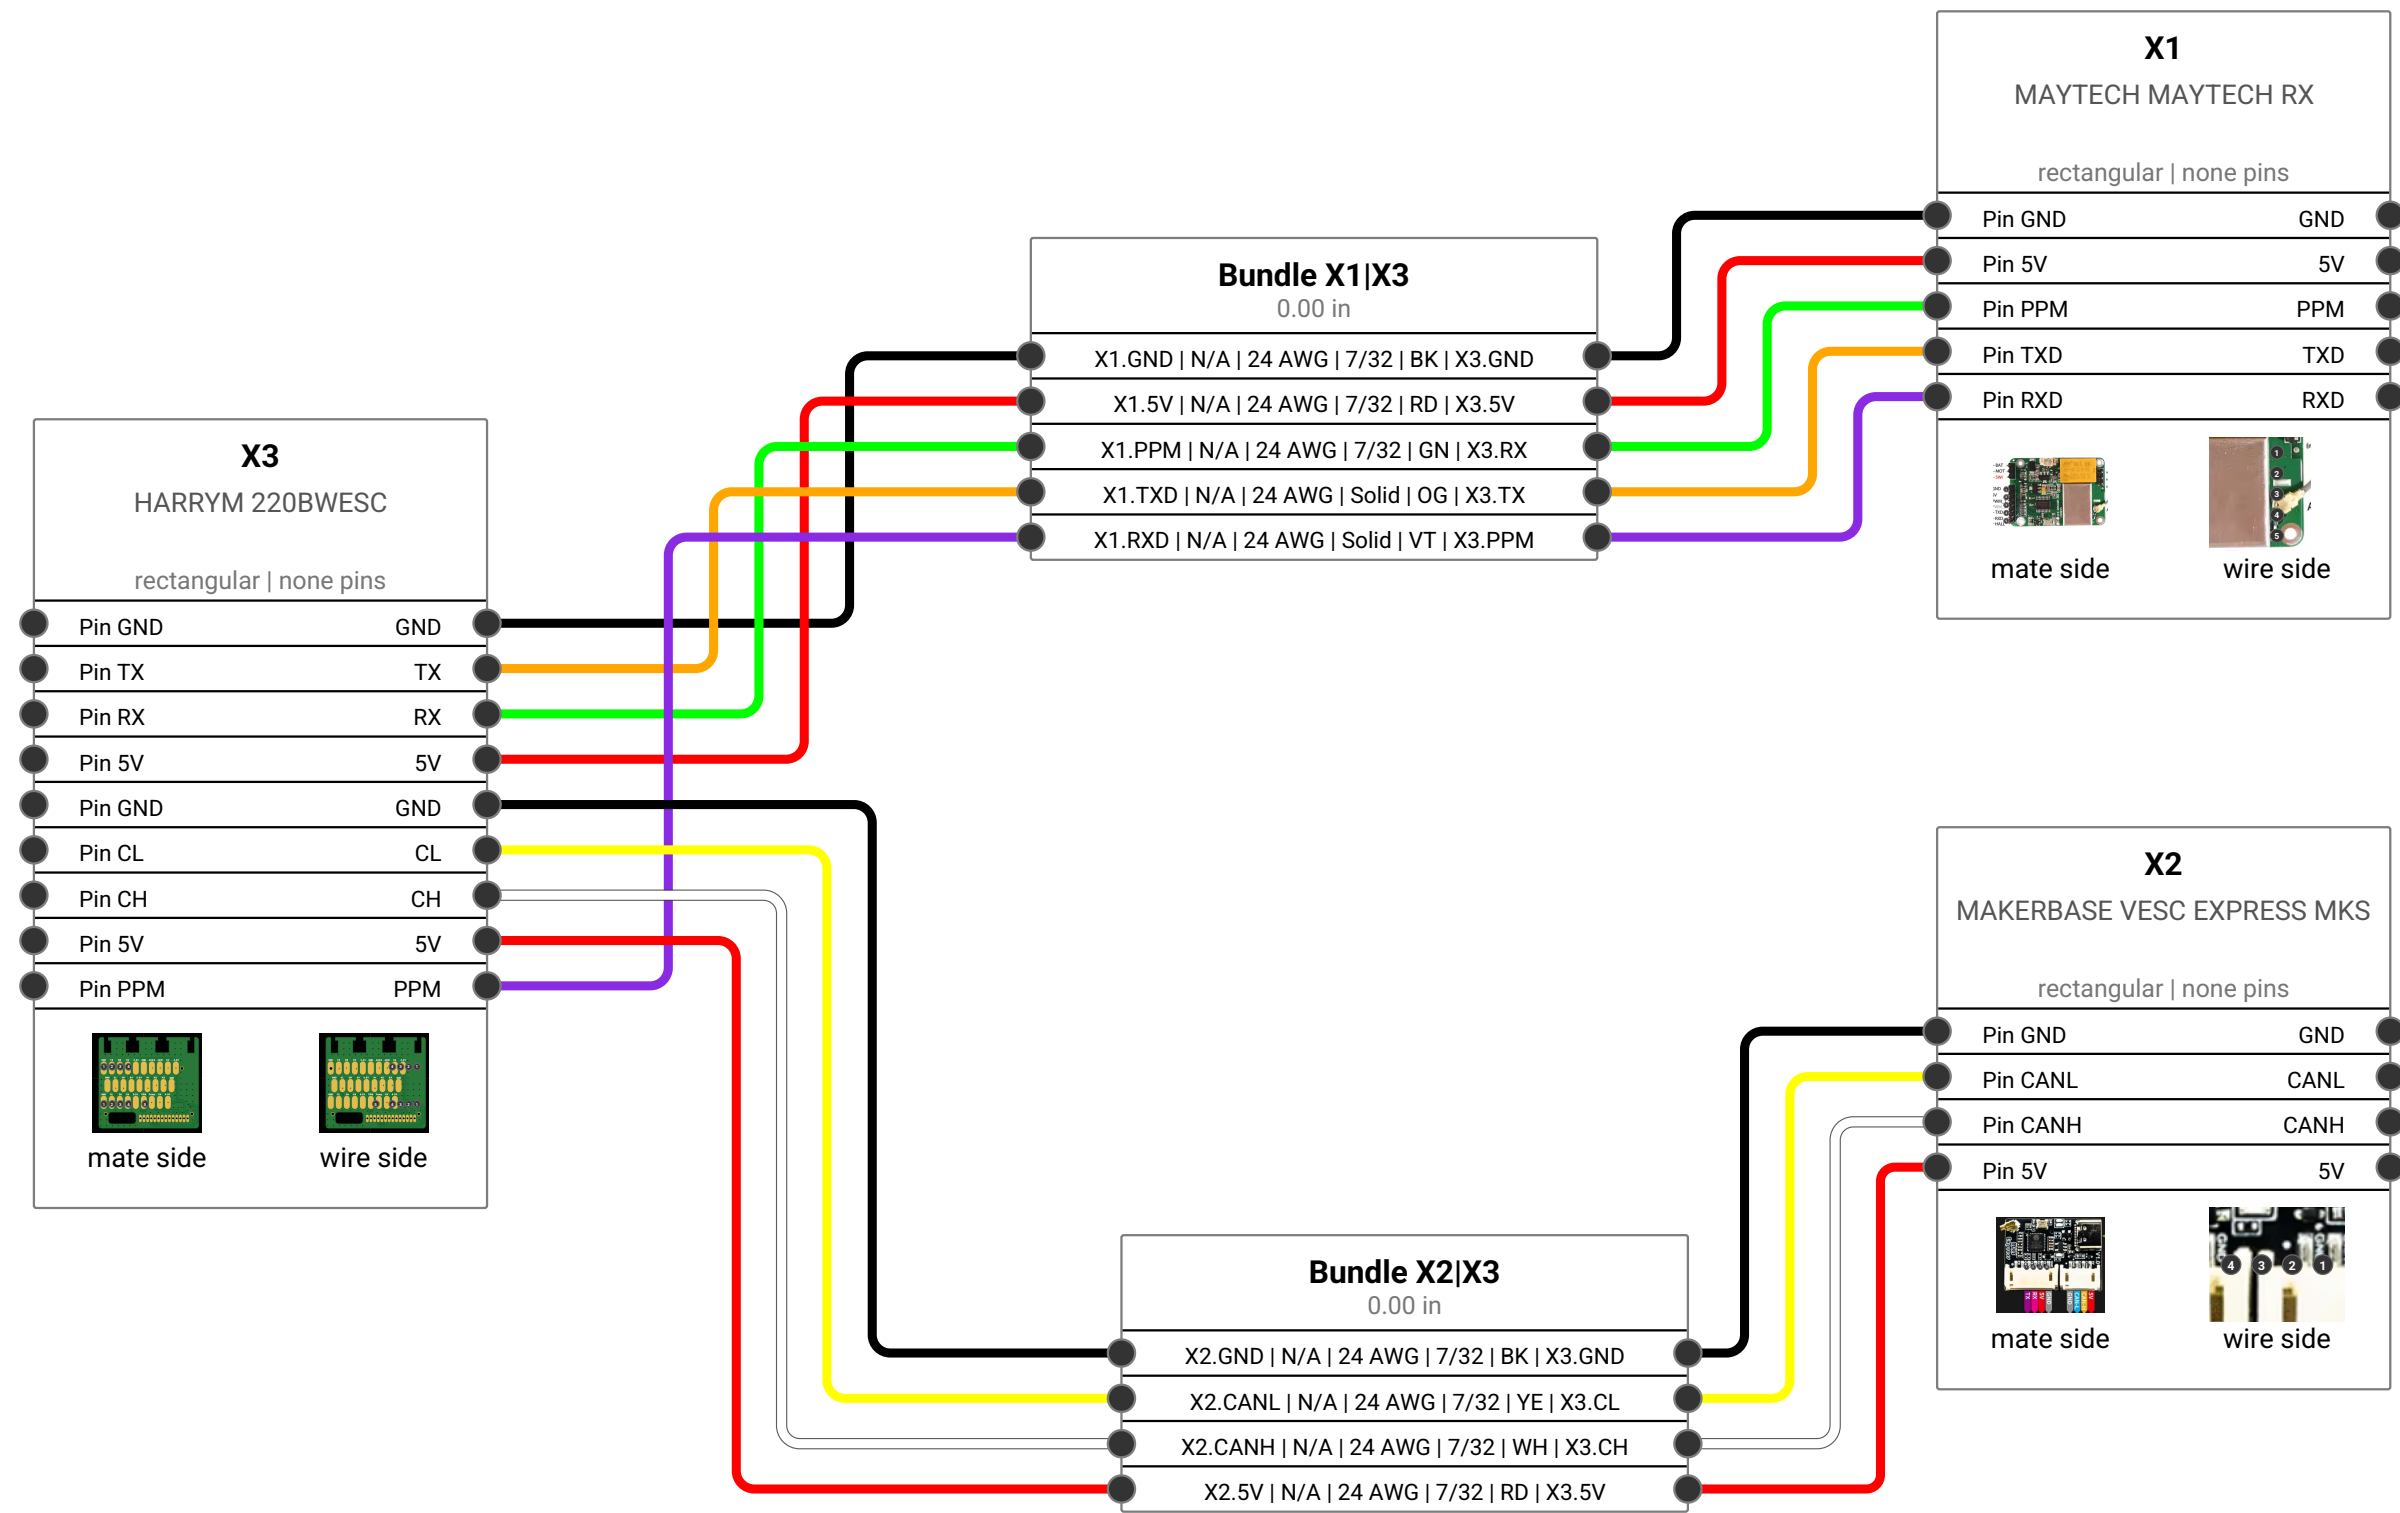 X1
MAYTECH MAYTECH RX
rectangular | none pins
Pin GND GND
Pin 5V 5V
Pin PPM PPM
Pin TXD TXD
Pin RXD RXD
mate side wire side
Bundle X1|X3
0.00 in
X1.GND | N/A | 24 AWG | 7/32 | BK | X3.GND
X1.5V | N/A | 24 AWG | 7/32 | RD | X3.5V
X1.PPM | N/A | 24 AWG | 7/32 | GN | X3.RX
X1.TXD | N/A | 24 AWG | Solid | OG | X3.TX
X1.RXD | N/A | 24 AWG | Solid | VT | X3.PPM
X3
HARRYM 220BWESC
rectangular | none pins
Pin GND GND
Pin TX TX
Pin RX RX
Pin 5V 5V
Pin GND GND
Pin CL CL
Pin CH CH
Pin 5V 5V
Pin PPM PPM
mate side wire side
X2
MAKERBASE VESC EXPRESS MKS
rectangular | none pins
Pin GND GND
Pin CANL CANL
Pin CANH CANH
Pin 5V 5V
4 3 2 1
mate side wire side
Bundle X2|X3
0.00 in
X2.GND | N/A | 24 AWG | 7/32 | BK | X3.GND
X2.CANL | N/A | 24 AWG | 7/32 | YE | X3.CL
X2.CANH | N/A | 24 AWG | 7/32 | WH | X3.CH
X2.5V | N/A | 24 AWG | 7/32 | RD | X3.5V